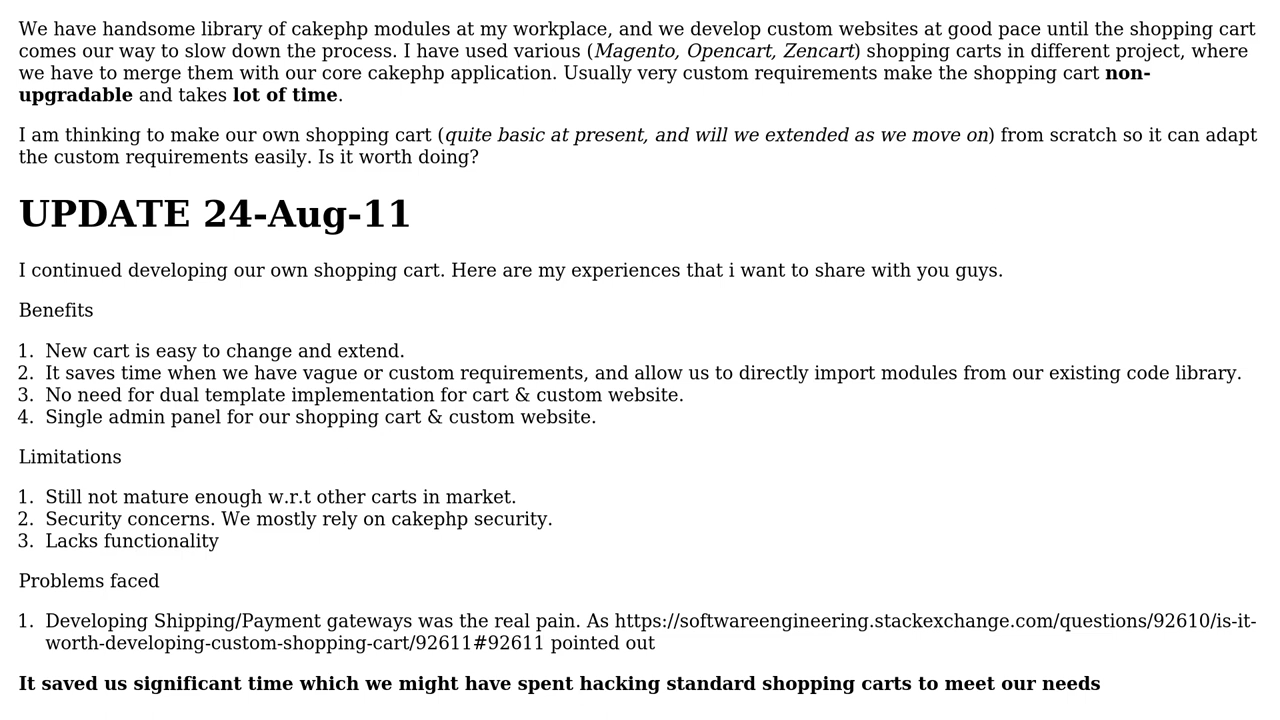 We have handsome library of cakephp modules at my workplace, and we develop custom websites at good pace until the shopping cart
comes our way to slow down the process. I have used various (Magento, Opencart, Zencart) shopping carts in different project, where
we have to merge them with our core cakephp application. Usually very custom requirements make the shopping cart non-
upgradable and takes lot of time.
I am thinking to make our own shopping cart (quite basic at present, and will we extended as we move on) from scratch so it can adapt
the custom requirements easily. Is it worth doing?
UPDATE 24-Aug-11
I continued developing our own shopping cart. Here are my experiences that i want to share with you guys.
Benefits
1. New cart is easy to change and extend.
2. It saves time when we have vague or custom requirements, and allow us to directly import modules from our existing code library.
3. No need for dual template implementation for cart & custom website.
4. Single admin panel for our shopping cart & custom website.
Limitations
1. Still not mature enough w.r.t other carts in market.
2. Security concerns. We mostly rely on cakephp security.
3. Lacks functionality
Problems faced
1. Developing Shipping/Payment gateways was the real pain. As https://softwareengineering.stackexchange.com/questions/92610/is-it-
worth-developing-custom-shopping-cart/92611#92611 pointed out
It saved us significant time which we might have spent hacking standard shopping carts to meet our needs